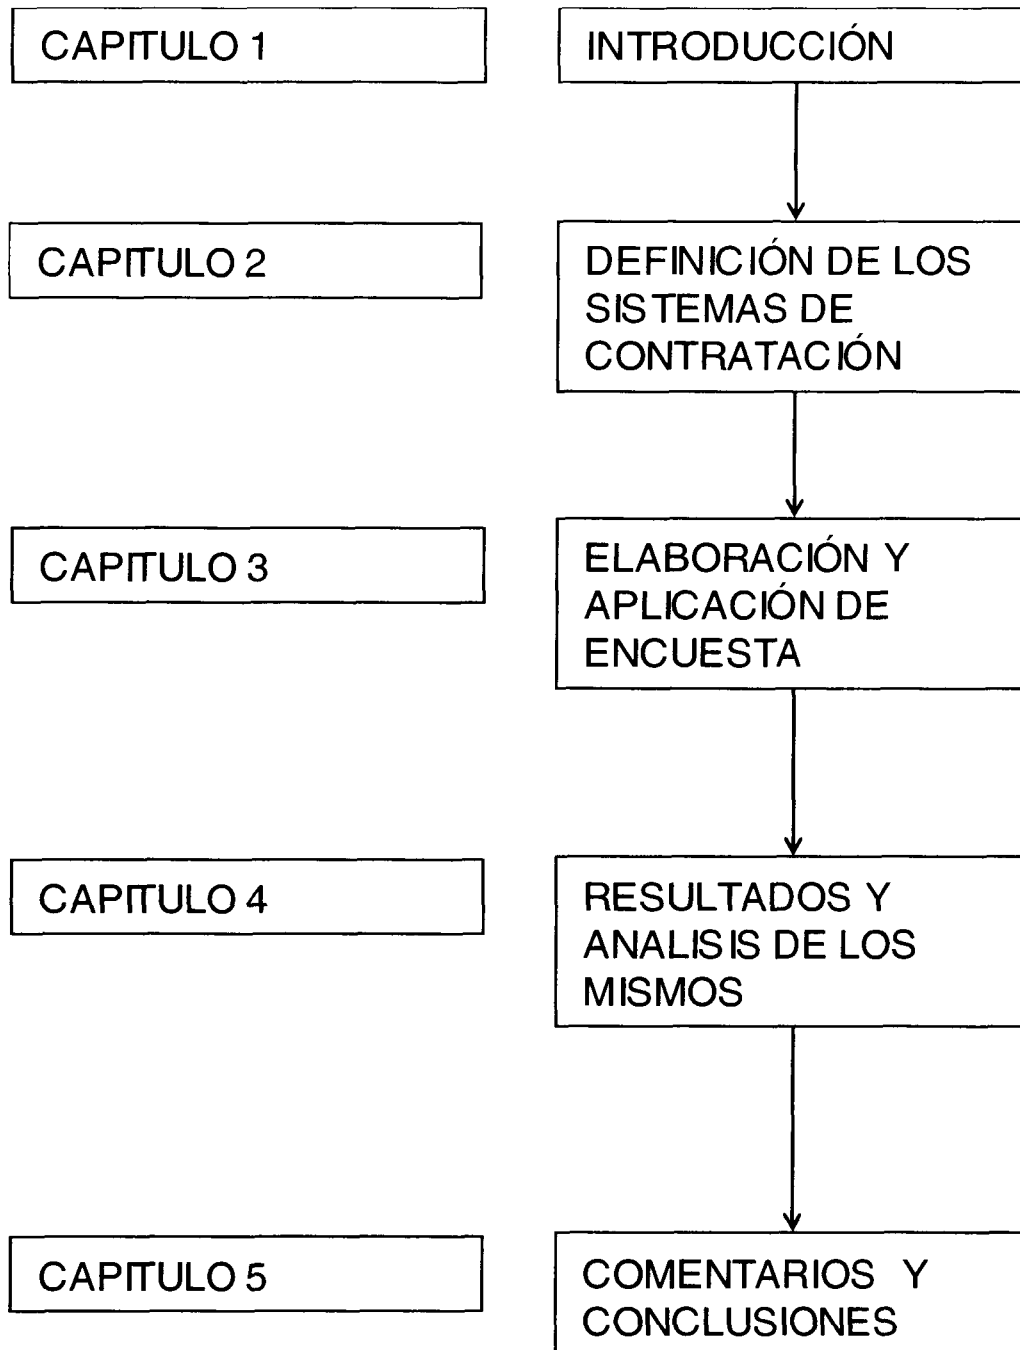 CAPITULO 1
INTRODUCCIÓN
CAPITULO 2
DEFINICIÓN DE LOS
SISTEMAS DE
CONTRATACIÓN
CAPITULO 3
ELABORACIÓN Y
APLICACIÓN DE
ENCUESTA
CAPITULO 4
RESULTADOS Y
ANALISIS DE LOS
MISMOS
CAPITULO 5
COMENTARIOS Y
CONCLUSIONES